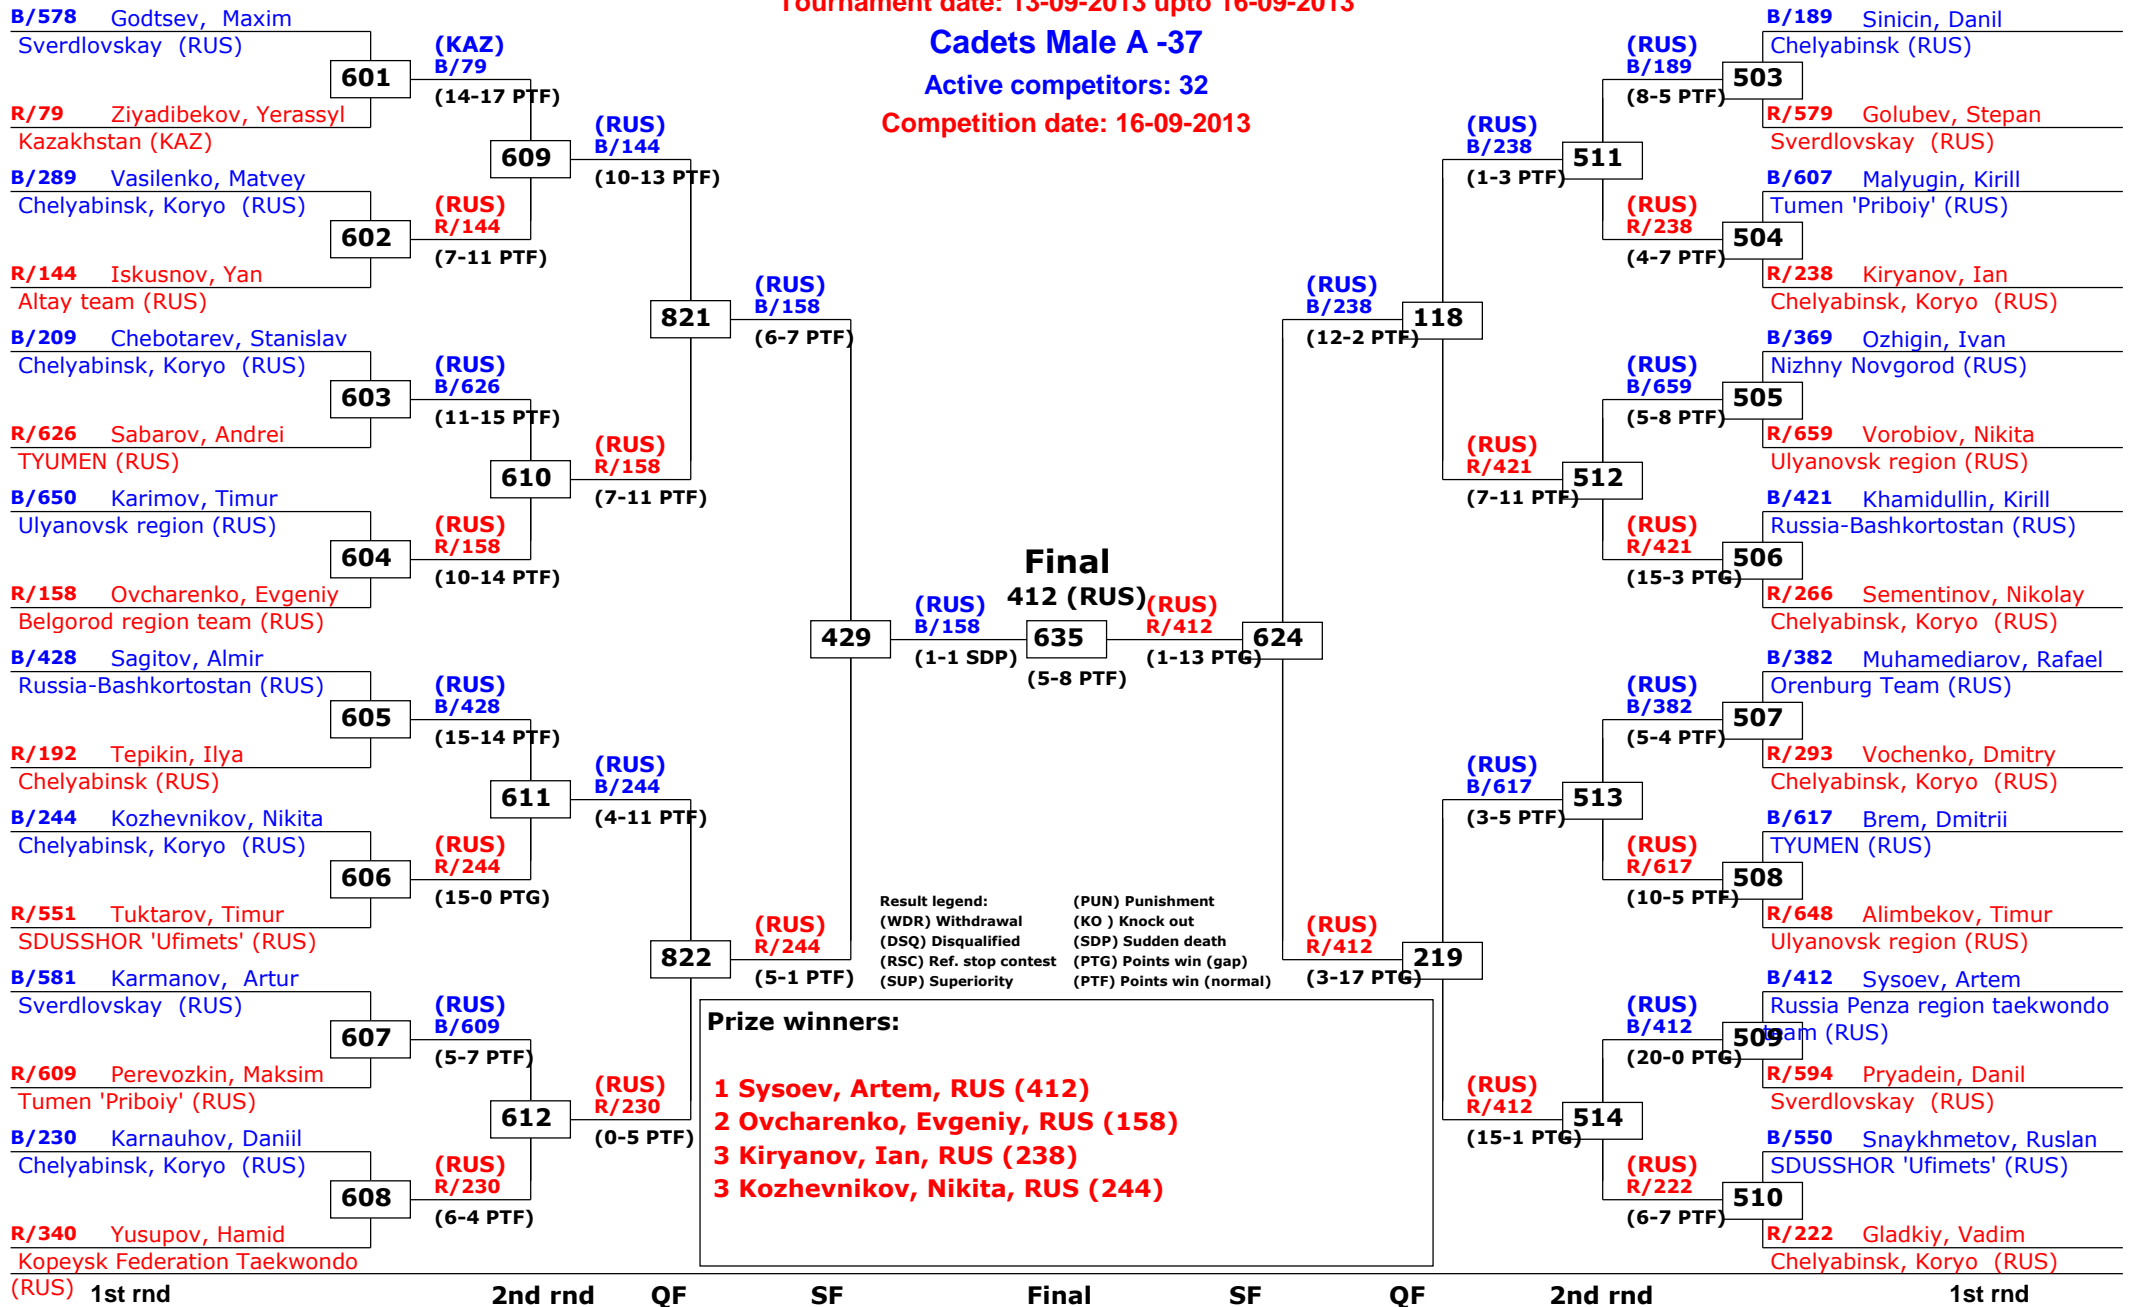 Tournament date: 13-09-2013 upto 16-09-2013
Cadets Male A -37
Active competitors: 32
Competition date: 16-09-2013
B/578 Godtsev, Maxim
Sverdlovskay (RUS)
601
R/79 Ziyadibekov, Yerassyl
Kazakhstan (KAZ)
B/289 Vasilenko, Matvey
Chelyabinsk, Koryo (RUS)
602
R/144 Iskusnov, Yan
Altay team (RUS)
B/209 Chebotarev, Stanislav
Chelyabinsk, Koryo (RUS)
603
R/626 Sabarov, Andrei
TYUMEN (RUS)
B/650 Karimov, Timur
Ulyanovsk region (RUS)
604
R/158 Ovcharenko, Evgeniy
Belgorod region team (RUS)
B/428 Sagitov, Almir
Russia-Bashkortostan (RUS)
605
R/192 Tepikin, Ilya
Chelyabinsk (RUS)
B/244 Kozhevnikov, Nikita
Chelyabinsk, Koryo (RUS)
606
R/551 Tuktarov, Timur
SDUSSHOR 'Ufimets' (RUS)
B/581 Karmanov, Artur
Sverdlovskay (RUS)
607
R/609 Perevozkin, Maksim
Tumen 'Priboiy' (RUS)
B/230 Karnauhov, Daniil
Chelyabinsk, Koryo (RUS)
608
R/340 Yusupov, Hamid
Kopeysk Federation Taekwondo
(RUS)
(KAZ)
B/79
(14-17 PTF)
609
(RUS)
R/144
(7-11 PTF)
(RUS)
B/626
(11-15 PTF)
610
(RUS)
R/158
(10-14 PTF)
(RUS)
B/428
(15-14 PTF)
611
(RUS)
R/244
(15-0 PTG)
(RUS)
B/609
(5-7 PTF)
612
(RUS)
R/230
(6-4 PTF)
(RUS)
B/144
(10-13 PTF)
821
(RUS)
R/158
(7-11 PTF)
(RUS)
B/244
(4-11 PTF)
822
(RUS)
R/230
(0-5 PTF)
(RUS)
B/158
(6-7 PTF)
429
(RUS)
R/244
(5-1 PTF)
Final
412 (RUS)
(RUS)
B/158
(1-1 SDP)
635
(5-8 PTF)
(RUS)
R/412
(1-13 PTG)
624
(RUS)
B/238
(12-2 PTF)
118
(RUS)
R/412
(3-17 PTG)
219
(RUS)
B/238
(1-3 PTF)
511
(RUS)
R/421
(7-11 PTF)
512
(RUS)
B/617
(3-5 PTF)
513
(RUS)
R/412
(15-1 PTG)
514
(RUS)
B/189
(8-5 PTF)
503
(RUS)
R/238
(4-7 PTF)
504
(RUS)
B/659
(5-8 PTF)
505
(RUS)
R/421
(15-3 PTG)
506
(RUS)
B/382
(5-4 PTF)
507
(RUS)
R/617
(10-5 PTF)
508
(RUS)
B/412
(20-0 PTG)
509
(RUS)
R/222
(6-7 PTF)
510
B/189 Sinicin, Danil
Chelyabinsk (RUS)
R/579 Golubev, Stepan
Sverdlovskay (RUS)
B/607 Malyugin, Kirill
Tumen 'Priboiy' (RUS)
R/238 Kiryanov, Ian
Chelyabinsk, Koryo (RUS)
B/369 Ozhigin, Ivan
Nizhny Novgorod (RUS)
R/659 Vorobiov, Nikita
Ulyanovsk region (RUS)
B/421 Khamidullin, Kirill
Russia-Bashkortostan (RUS)
R/266 Sementinov, Nikolay
Chelyabinsk, Koryo (RUS)
B/382 Muhamediarov, Rafael
Orenburg Team (RUS)
R/293 Vochenko, Dmitry
Chelyabinsk, Koryo (RUS)
B/617 Brem, Dmitrii
TYUMEN (RUS)
R/648 Alimbekov, Timur
Ulyanovsk region (RUS)
B/412 Sysoev, Artem
Russia Penza region taekwondo
team (RUS)
R/594 Pryadein, Danil
Sverdlovskay (RUS)
B/550 Snaykhmetov, Ruslan
SDUSSHOR 'Ufimets' (RUS)
R/222 Gladkiy, Vadim
Chelyabinsk, Koryo (RUS)
Result legend: (PUN) Punishment
(WDR) Withdrawal (KO ) Knock out
(DSQ) Disqualified (SDP) Sudden death
(RSC) Ref. stop contest (PTG) Points win (gap)
(SUP) Superiority (PTF) Points win (normal)
Prize winners:
1 Sysoev, Artem, RUS (412)
2 Ovcharenko, Evgeniy, RUS (158)
3 Kiryanov, Ian, RUS (238)
3 Kozhevnikov, Nikita, RUS (244)
1st rnd 2nd rnd QF SF Final SF QF 2nd rnd 1st rnd